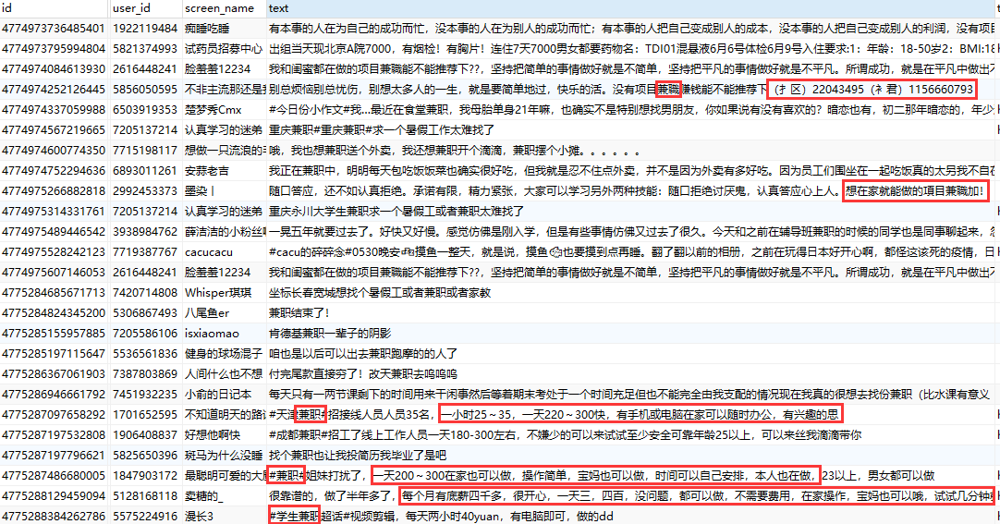 id user_id screen_name text
4774973736485401 1922119484 痴睡吃睡 有本事的人在为自己的成功而忙，没本事的人在为别人的成功而忙；有本事的人把自己变成别人的成本，没本事的人把自己变成别人的利润，没有项目
4774973795994804 5821374993 试药员招募中心 出组当天现北京A院7000，有烟检！有胸片！连住7天7000男女都要药物名：TDI01混悬液6月6号体检6月9号入住要求:1：年龄：18-50岁2：BMI:18
4774974084613930 2616448241 脸羞羞12234 我和闺蜜都在做的项目兼職能不能推荐下??，坚持把简单的事情做好就是不简单，坚持把平凡的事情做好就是不平凡。所谓成功，就是在平凡中做出不
4774974252126445 5856050595 不非主流那还是 别总烦恼别总忧伤，别想太多人的一生，就是要简单地过，快乐的活。没有项目兼職赚钱能不能推荐下（扌区）22043495（礻君）1156660793
4774974337059988 6503919353 楚梦秀Cmx #今日份小作文#我...最近在食堂兼职，我母胎单身21年嘛，也确实不是特别想找男朋友，你如果说有没有喜欢的？暗恋也有，初二那年暗恋的，年少
4774974567219665 7205137214 认真学习的迷弟 重庆兼职#重庆兼职#求一个暑假工作太难找了
4774974600774350 7715198117 想做一只流浪的 哦，我也想兼职送个外卖，我还想兼职开个滴滴，兼职摆个小摊。。。。。。
4774974752294636 6893011261 安蒜老吉 我正在兼职中，明明每天包吃饭饭菜也确实很好吃，但我就是忍不住点外卖，并不是因为外卖有多好吃。因为员工们围坐在一起吃饭真的太另我不自在
4774975266882818 2992453373 墨染丨 随口答应，还不如认真拒绝。承诺有限，精力紧张，大家可以学习另外两种技能：随口拒绝讨厌鬼，认真答应心上人。想在家就能做的項目兼職加！
4774975314331761 7205137214 认真学习的迷弟 重庆永川大学生兼职求一个暑假工或者兼职太难找了
4774975489446542 3938984762 薛洁洁的小粉丝 一晃五年就要过去了。好快又好慢。感觉仿佛是刚入学，但是有些事情仿佛又过去了很久。今天和之前在辅导班兼职的时候的同学也是同事聊起来，
4774975528242123 7719387767 cacucacu #cacu的碎碎念#0530晚安 摸鱼一整天，就是说，摸鱼 也要摸到点再睡。翻了翻以前的相册，之前在玩得日本好开心啊，都怪这该死的疫情，日
4774975607146053 2616448241 脸羞羞12234 我和闺蜜都在做的项目兼職能不能推荐下??，坚持把简单的事情做好就是不简单，坚持把平凡的事情做好就是不平凡。所谓成功，就是在平凡中做出不
4775284685671713 7420714808 Whisper琪琪 坐标长春宽城想找个暑假工或者兼职或者家教
4775284824345200 5306867493 八尾鱼er 兼职结束了！
4775285155957885 7205586106 isxiaomao 肯德基兼职一辈子的阴影
4775285197115647 5536561836 健身的球场混子 咱也是以后可以出去兼职跑摩的的人了
4775286367061903 7387803869 人间什么也不想 付完尾款直接穷了！改天兼职去呜呜呜
4775286946661792 7451932235 小俞的日记本 每天只有一两节课剩下的时间用来干闲事然后等着期末考处于一个时间充足但也不能完全由我支配的情况现在我真的很想去找份兼职（比水课有意义
4775287097658292 1701652595 不知道明天的路 #天津兼职#招接线人员人员35名，一小时25～35，一天220～300快，有手机或电脑在家可以随时办公，有兴趣的思
4775287197532808 1906408837 好想他啊快 #成都兼职#招工了线上工作人员一天180-300左右，不嫌少的可以来试试至少安全可靠年龄25以上，可以来丝我滴滴带你
4775287197796621 5825650396 斑马为什么没睡 找个兼职也让我投简历我毕业了是吧
4775287486680005 1847903172 最聪明可爱的大 #兼职#姐妹打扰了，一天200～300在家也可以做，操作简单，宝妈也可以做，时间可以自己安排，本人也在做，23以上，男女都可以做
4775288129459094 5128168118 卖糖的_ 很靠谱的，做了半年多了，每个月有底薪四千多，很开心，一天三，四百，没问题，都可以做，不需要费用，在家操作，宝妈也可以哦，试试几分钟
4775288384262786 5575224916 漫长3 #学生兼职超话#视频剪辑，每天两小时40yuan，有电脑即可，做的dd